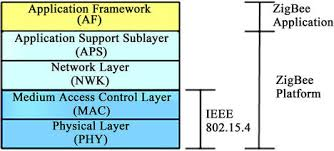 Application Framework
(AF)
Application Support Sublayer
(APS)
Network Layer
(NWK)
Medium Access Control Layer
(MAC)
Physical Layer
(PHY)
IEEE
802.15.4
ZigBee
Application
ZigBee
Platform